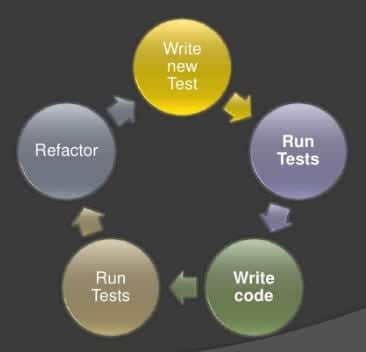 Write
new
Test
Run
Tests
Write
code
Run
Tests
Refactor